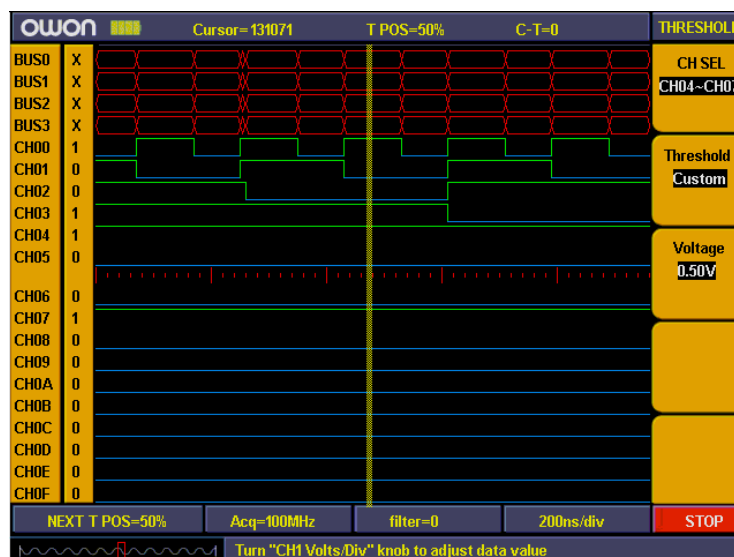 OWON Cursor=131071 T POS=50% C-T=0 THRESHOLD
BUS0 X
BUS1 X
BUS2 X
BUS3 X
CH00 1
CH01 0
CH02 0
CH03 1
CH04 1
CH05 0
CH06 0
CH07 1
CH08 0
CH09 0
CH0A 0
CH0B 0
CH0C 0
CH0D 0
CH0E 0
CH0F 0
CH SEL
CH04~CH07
Threshold
Custom
Voltage
0.50V
NEXT T POS=50% Acq=100MHz filter=0 200ns/div STOP
Turn "CH1 Volts/Div" knob to adjust data value